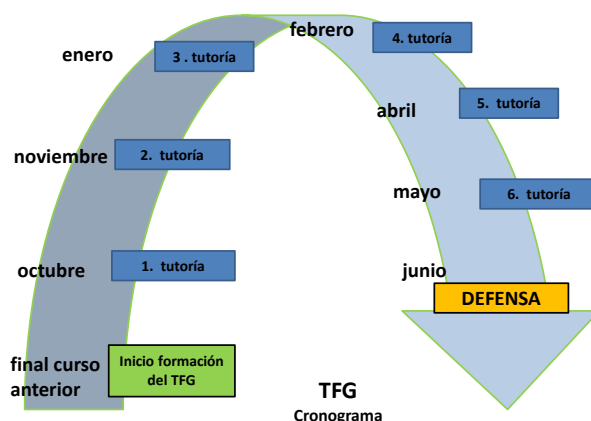 febrero
4. tutoría
enero
3 . tutoría
abril
5. tutoría
noviembre
2. tutoría
mayo
6. tutoría
octubre
1. tutoría
junio
DEFENSA
final curso
anterior
Inicio formación
del TFG
TFG
Cronograma